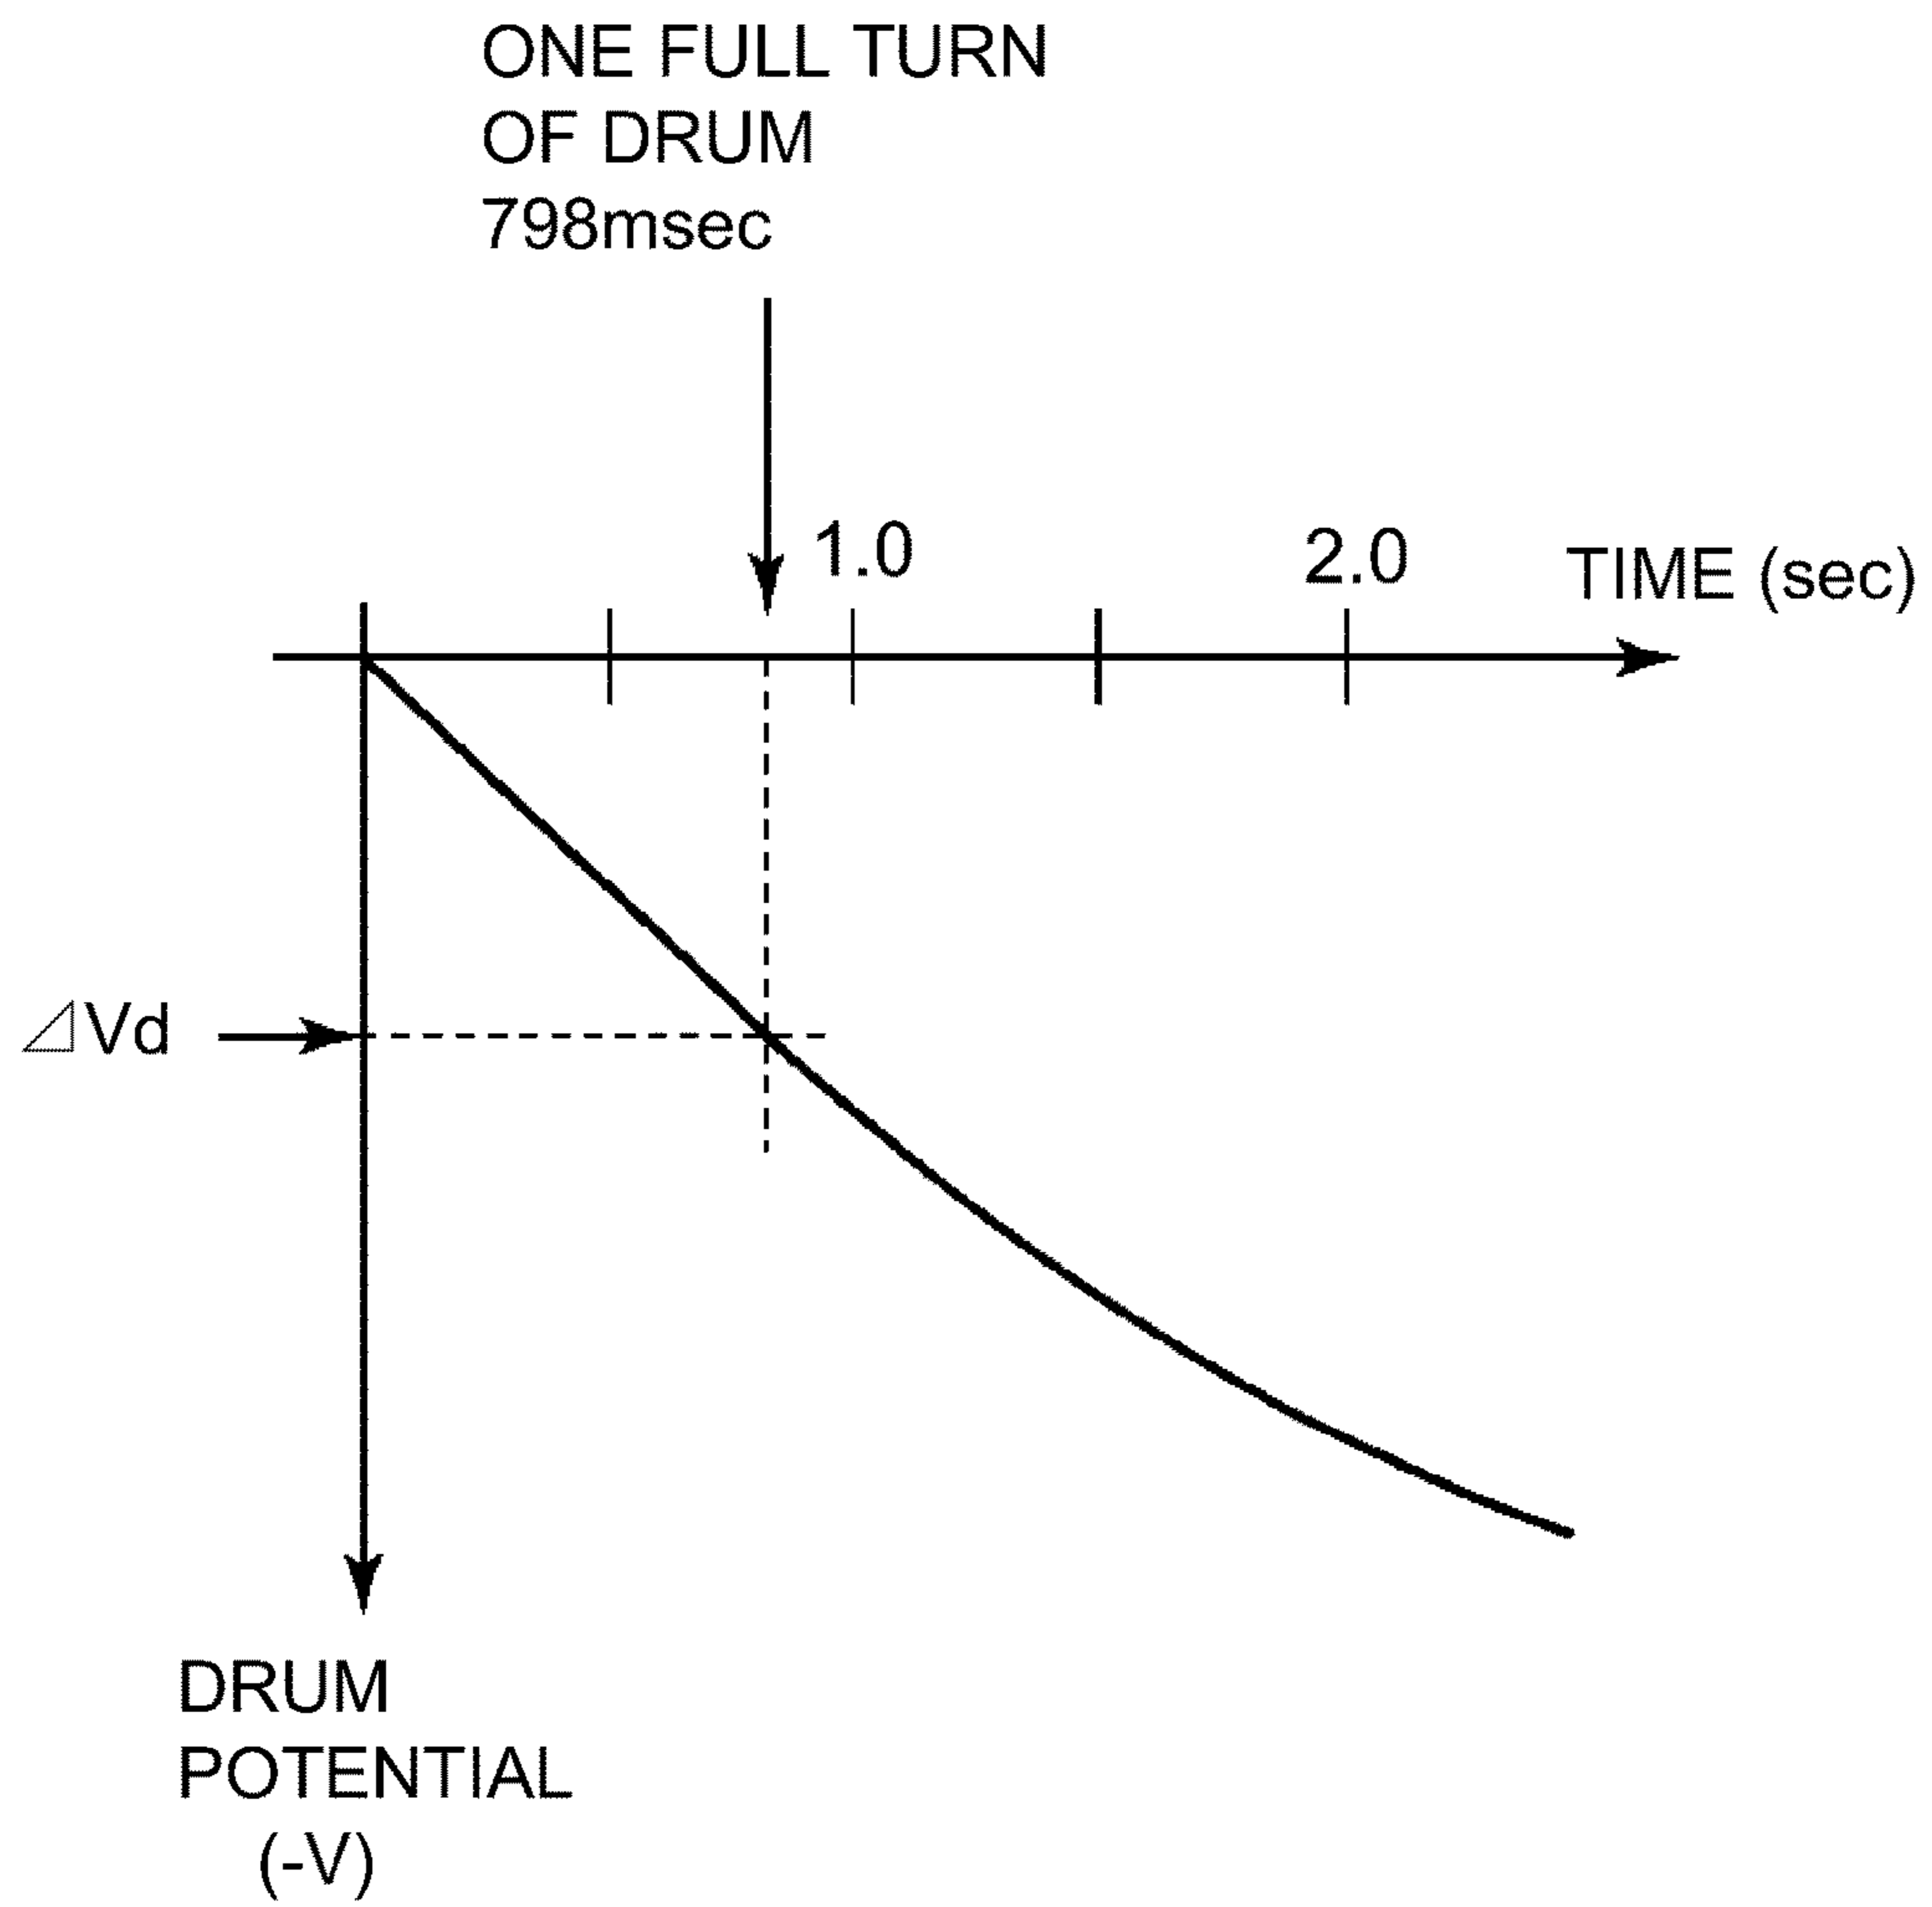 ONE FULL TURN
OF DRUM
798msec
1.0
2.0
TIME (sec)
⊿Vd
DRUM
POTENTIAL
(-V)